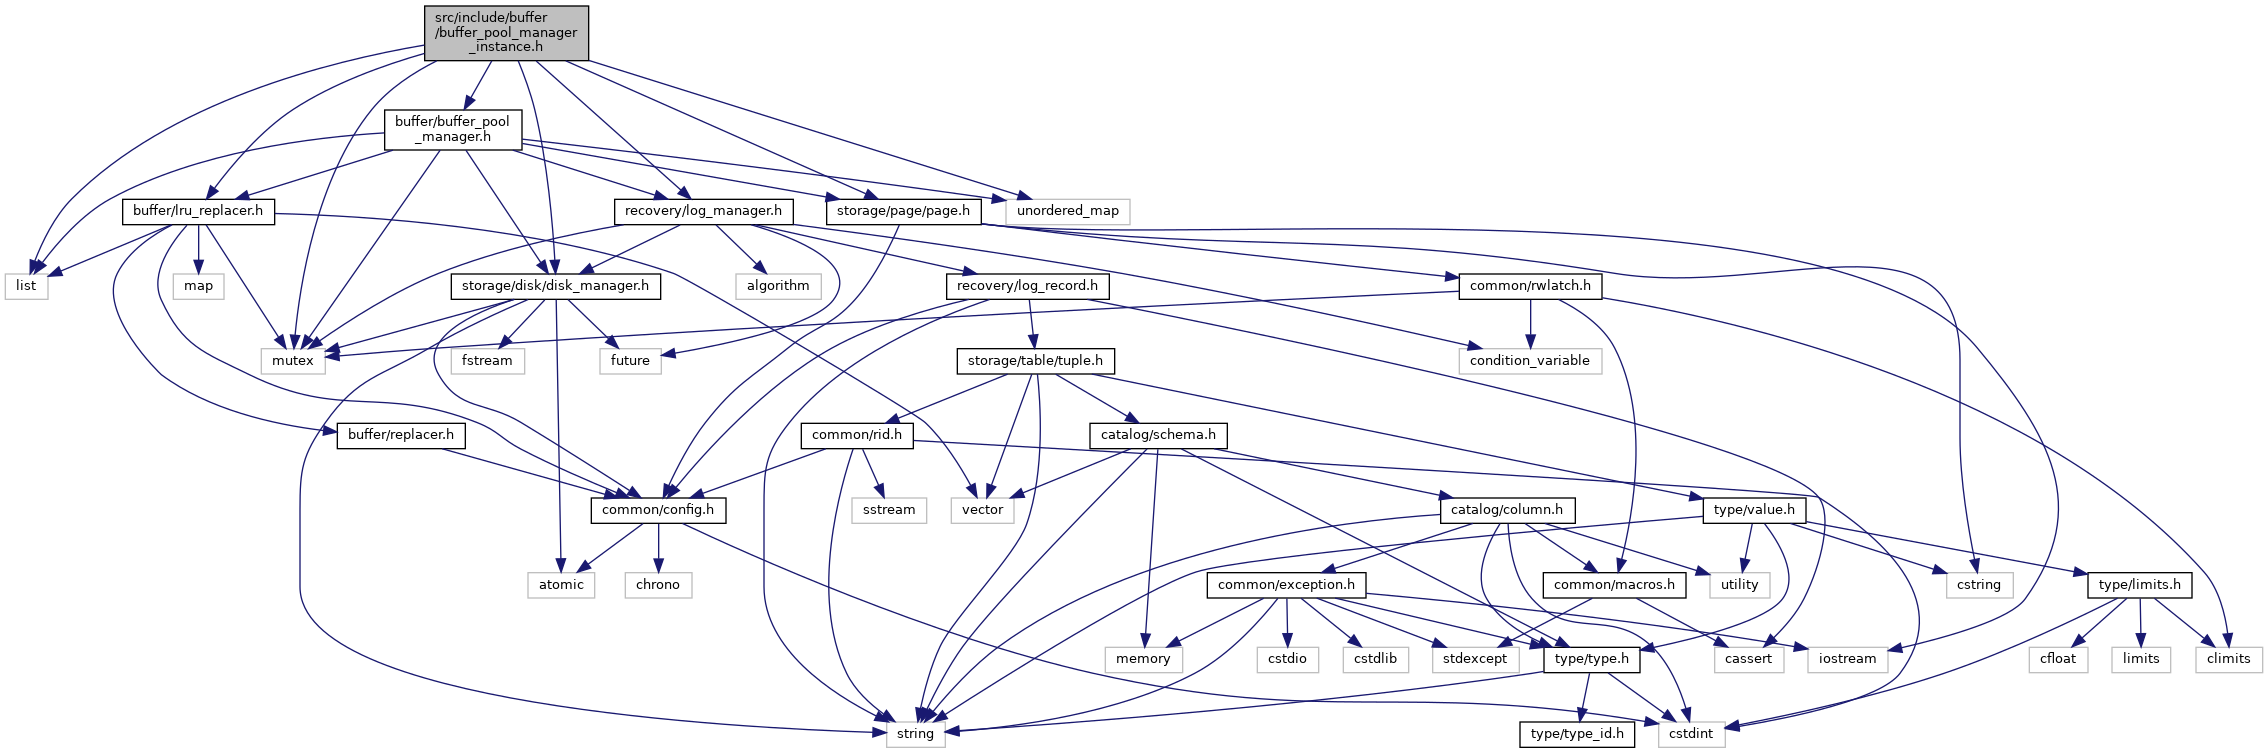 src/include/buffer
/buffer_pool_manager
_instance.h
buffer/buffer_pool
_manager.h
buffer/lru_replacer.h
recovery/log_manager.h
storage/page/page.h
unordered_map
list
map
storage/disk/disk_manager.h
algorithm
recovery/log_record.h
common/rwlatch.h
mutex
fstream
future
storage/table/tuple.h
condition_variable
buffer/replacer.h
common/rid.h
catalog/schema.h
common/config.h
sstream
vector
catalog/column.h
type/value.h
atomic
chrono
common/exception.h
common/macros.h
utility
cstring
type/limits.h
memory
cstdio
cstdlib
stdexcept
type/type.h
cassert
iostream
cfloat
limits
climits
string
type/type_id.h
cstdint